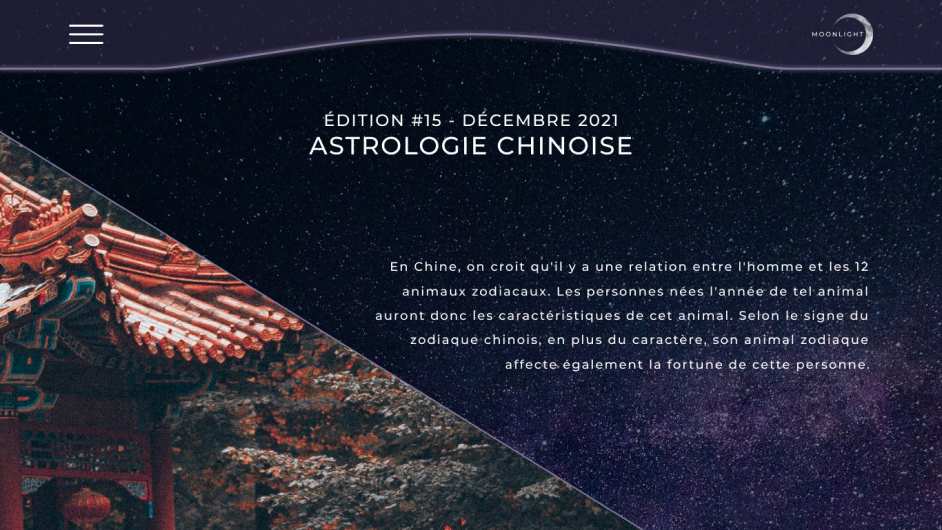 MOONLIGHT
ÉDITION #15 - DÉCEMBRE 2021
ASTROLOGIE CHINOISE
En Chine, on croit qu'il y a une relation entre l'homme et les 12
animaux zodiacaux. Les personnes nées l'année de tel animal
auront donc les caractéristiques de cet animal. Selon le signe du
zodiaque chinois, en plus du caractère, son animal zodiaque
affecte également la fortune de cette personne.